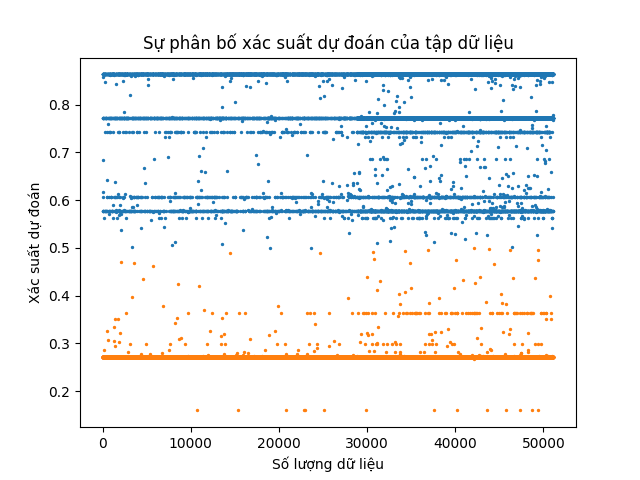 Sự phân bố xác suất dự đoán của tập dữ liệu
Xác suất dự đoán
0.8
0.7
0.6
0.5
0.4
0.3
0.2
0 10000 20000 30000 40000 50000
Số lượng dữ liệu